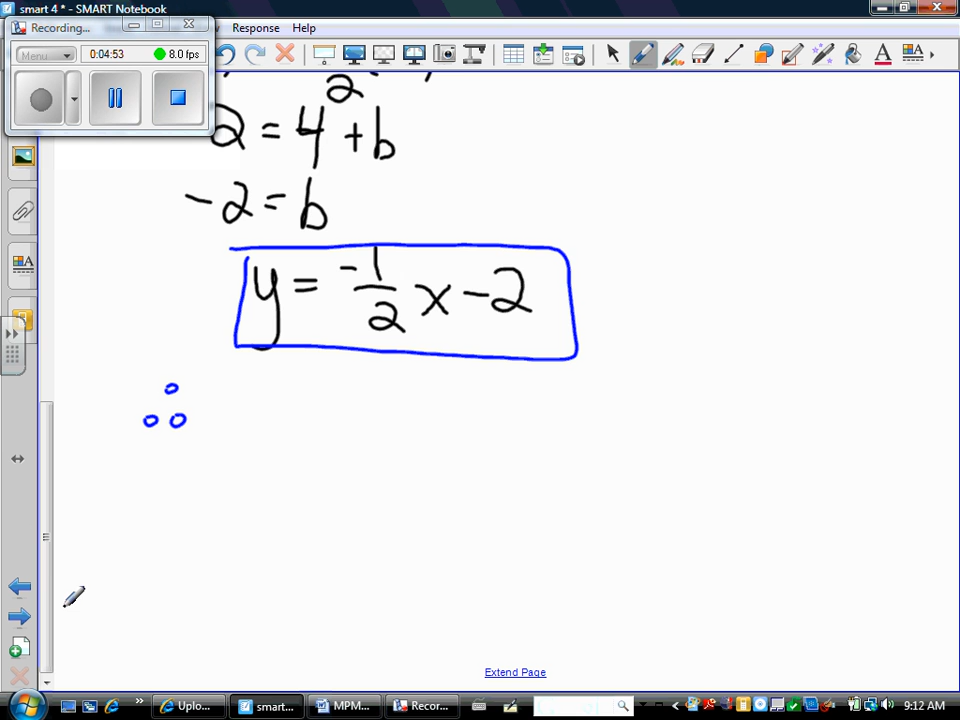 smart 4 * - SMART Notebook
Recording...
Response Help
Menu 0:04:53 8.0 fps
2
2 = 4 + b
-2 = b
y = -1/2 x - 2
∴
Extend Page
Uplo... smart... MPM... Recor... 9:12 AM